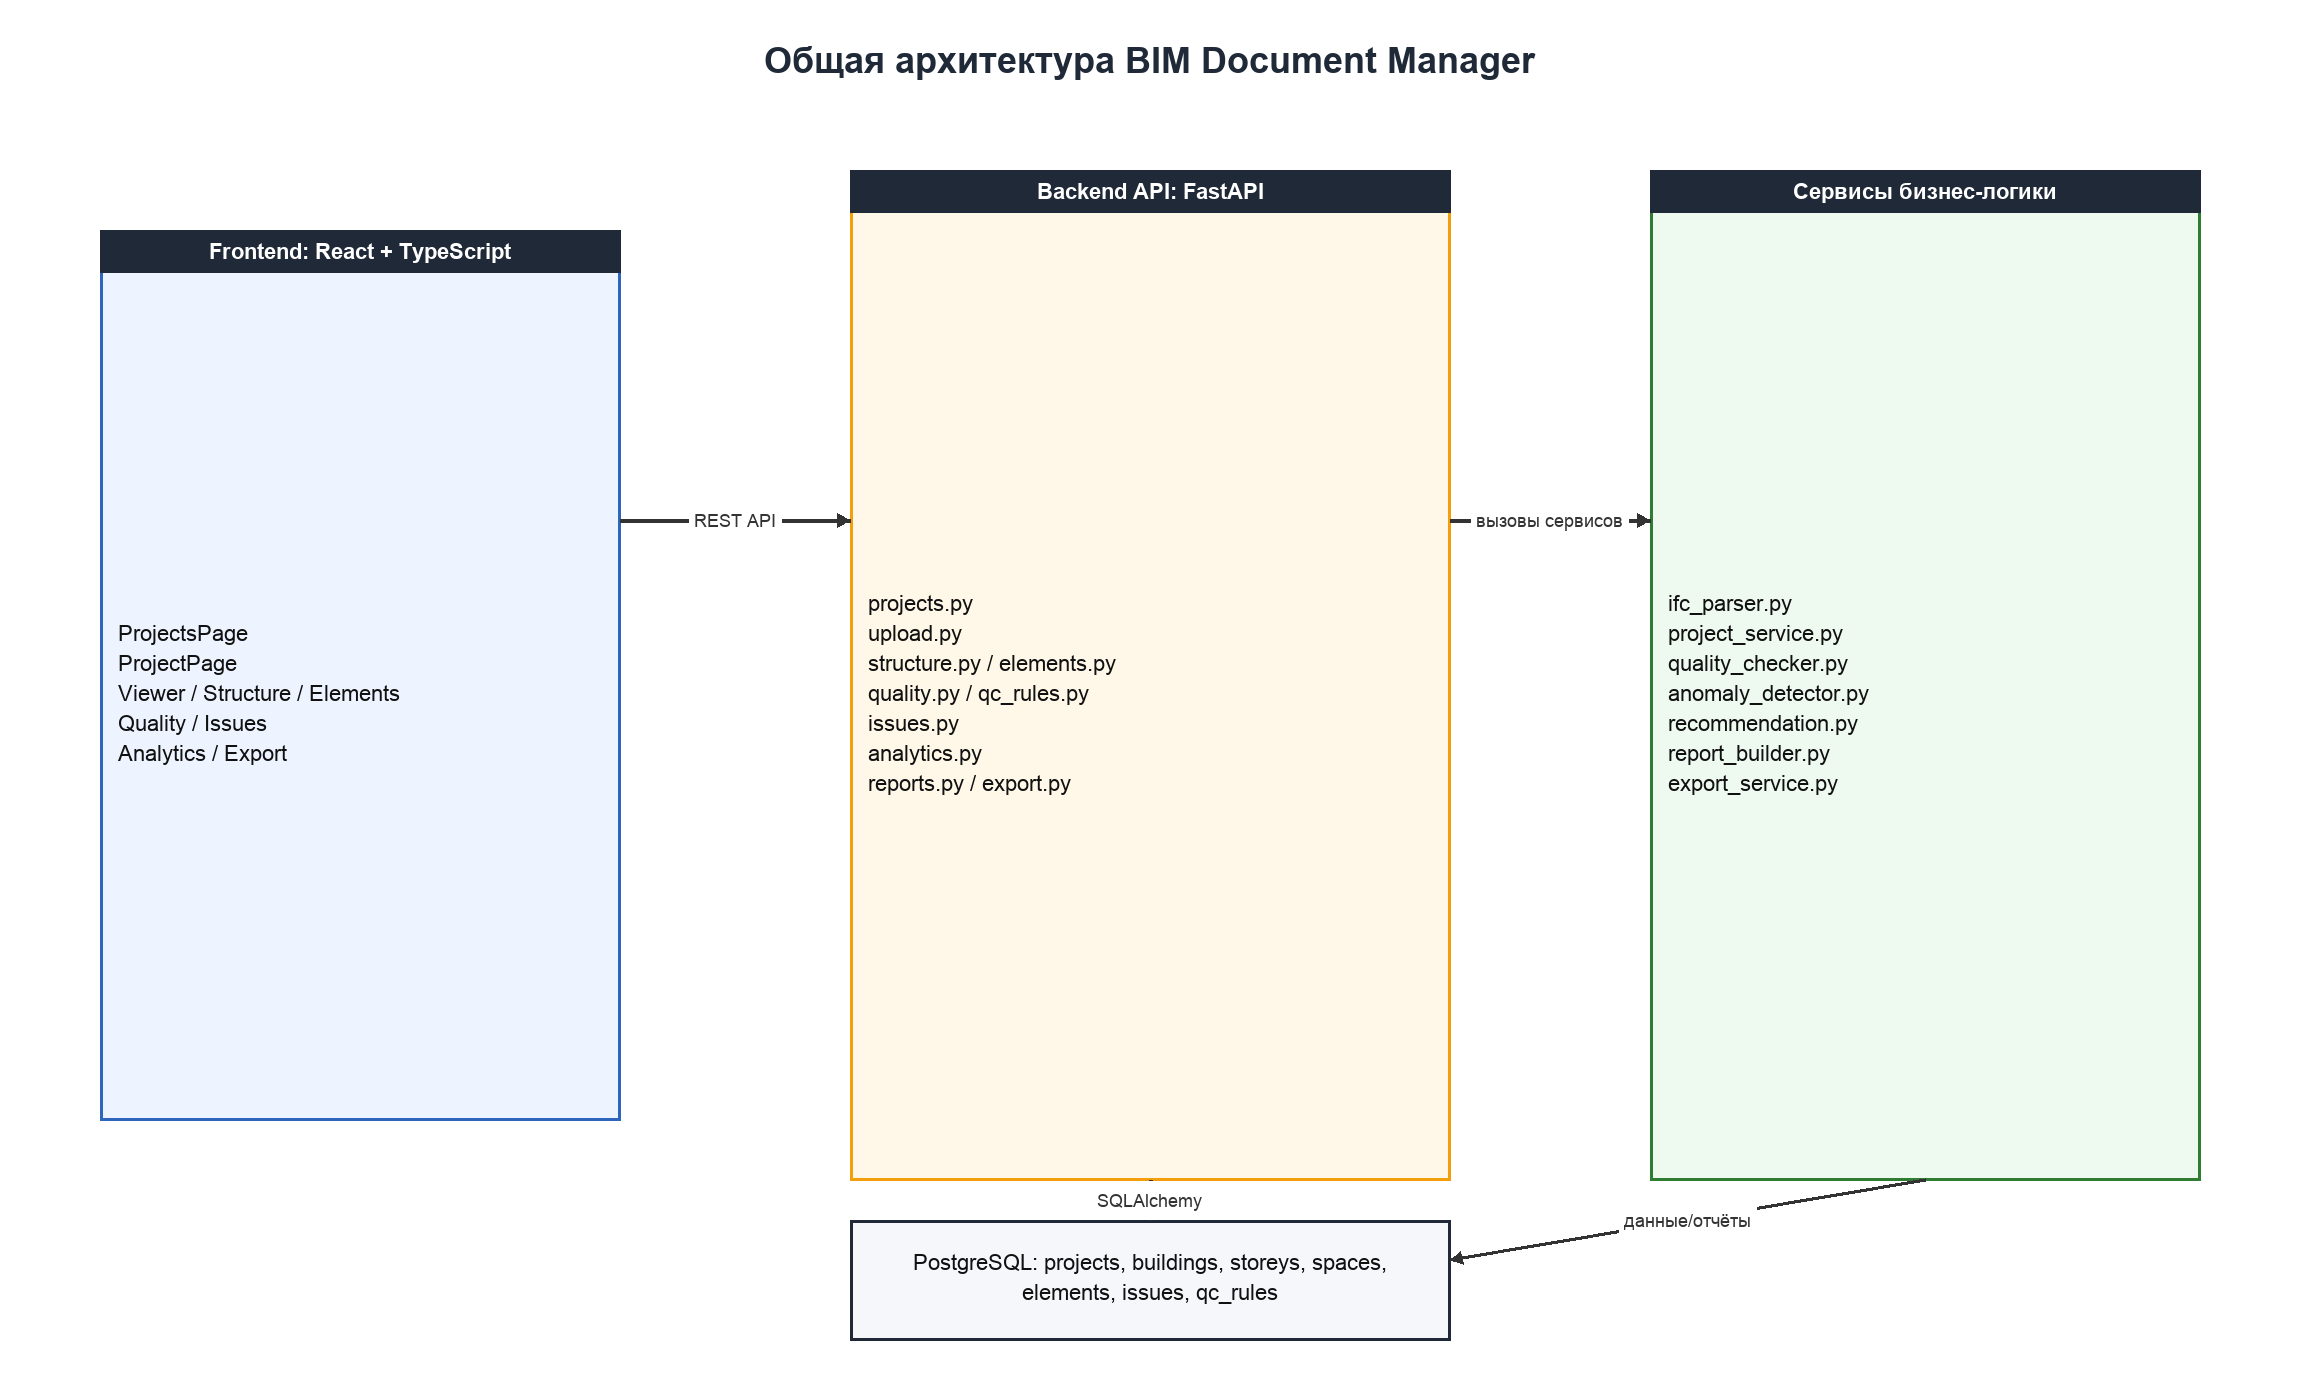 Общая архитектура BIM Document Manager
Frontend: React + TypeScript
ProjectsPage
ProjectPage
Viewer / Structure / Elements
Quality / Issues
Analytics / Export
REST API
Backend API: FastAPI
projects.py
upload.py
structure.py / elements.py
quality.py / qc_rules.py
issues.py
analytics.py
reports.py / export.py
вызовы сервисов
Сервисы бизнес-логики
ifc_parser.py
project_service.py
quality_checker.py
anomaly_detector.py
recommendation.py
report_builder.py
export_service.py
SQLAlchemy
данные/отчёты
PostgreSQL: projects, buildings, storeys, spaces,
elements, issues, qc_rules